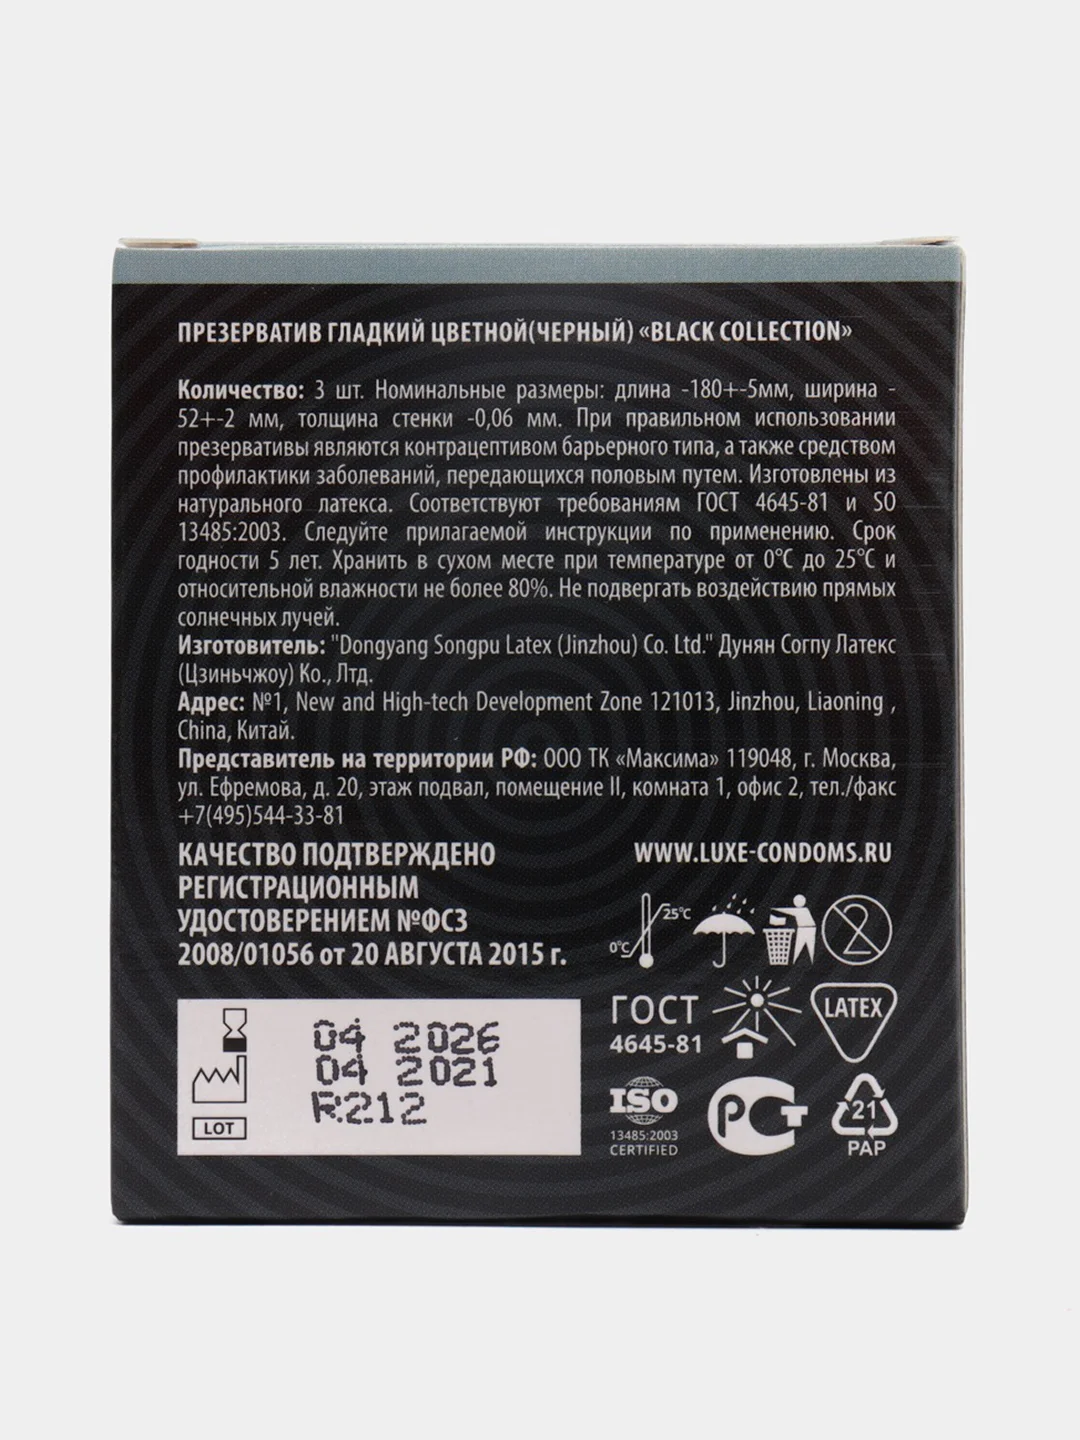 ПРЕЗЕРВАТИВ ГЛАДКИЙ ЦВЕТНОЙ(ЧЕРНЫЙ) «BLACK COLLECTION»
Количество: 3 шт. Номинальные размеры: длина -180+-5мм, ширина -
52+-2 мм, толщина стенки -0,06 мм. При правильном использовании
презервативы являются контрацептивом барьерного типа, а также средством
профилактики заболеваний, передающихся половым путем. Изготовлены из
натурального латекса. Соответствуют требованиям ГОСТ 4645-81 и SO
13485:2003. Следуйте прилагаемой инструкции по применению. Срок
годности 5 лет. Хранить в сухом месте при температуре от 0°C до 25°C и
относительной влажности не более 80%. Не подвергать воздействию прямых
солнечных лучей.
Изготовитель: "Dongyang Songpu Latex (Jinzhou) Co. Ltd." Дунян Согпу Латекс
(Цзиньчжоу) Ко., Лтд.
Адрес: №1, New and High-tech Development Zone 121013, Jinzhou, Liaoning ,
China, Китай.
Представитель на территории РФ: ООО ТК «Максима» 119048, г. Москва,
ул. Ефремова, д. 20, этаж подвал, помещение II, комната 1, офис 2, тел./факс
+7(495)544-33-81
КАЧЕСТВО ПОДТВЕРЖДЕНО
РЕГИСТРАЦИОННЫМ
УДОСТОВЕРЕНИЕМ №ФСЗ
2008/01056 от 20 АВГУСТА 2015 г.
WWW.LUXE-CONDOMS.RU
25°C
0°C
2
ГОСТ
4645-81
LATEX
04 2026
04 2021
LOT R212
ISO
13485:2003
CERTIFIED
РСТ
21
PAP